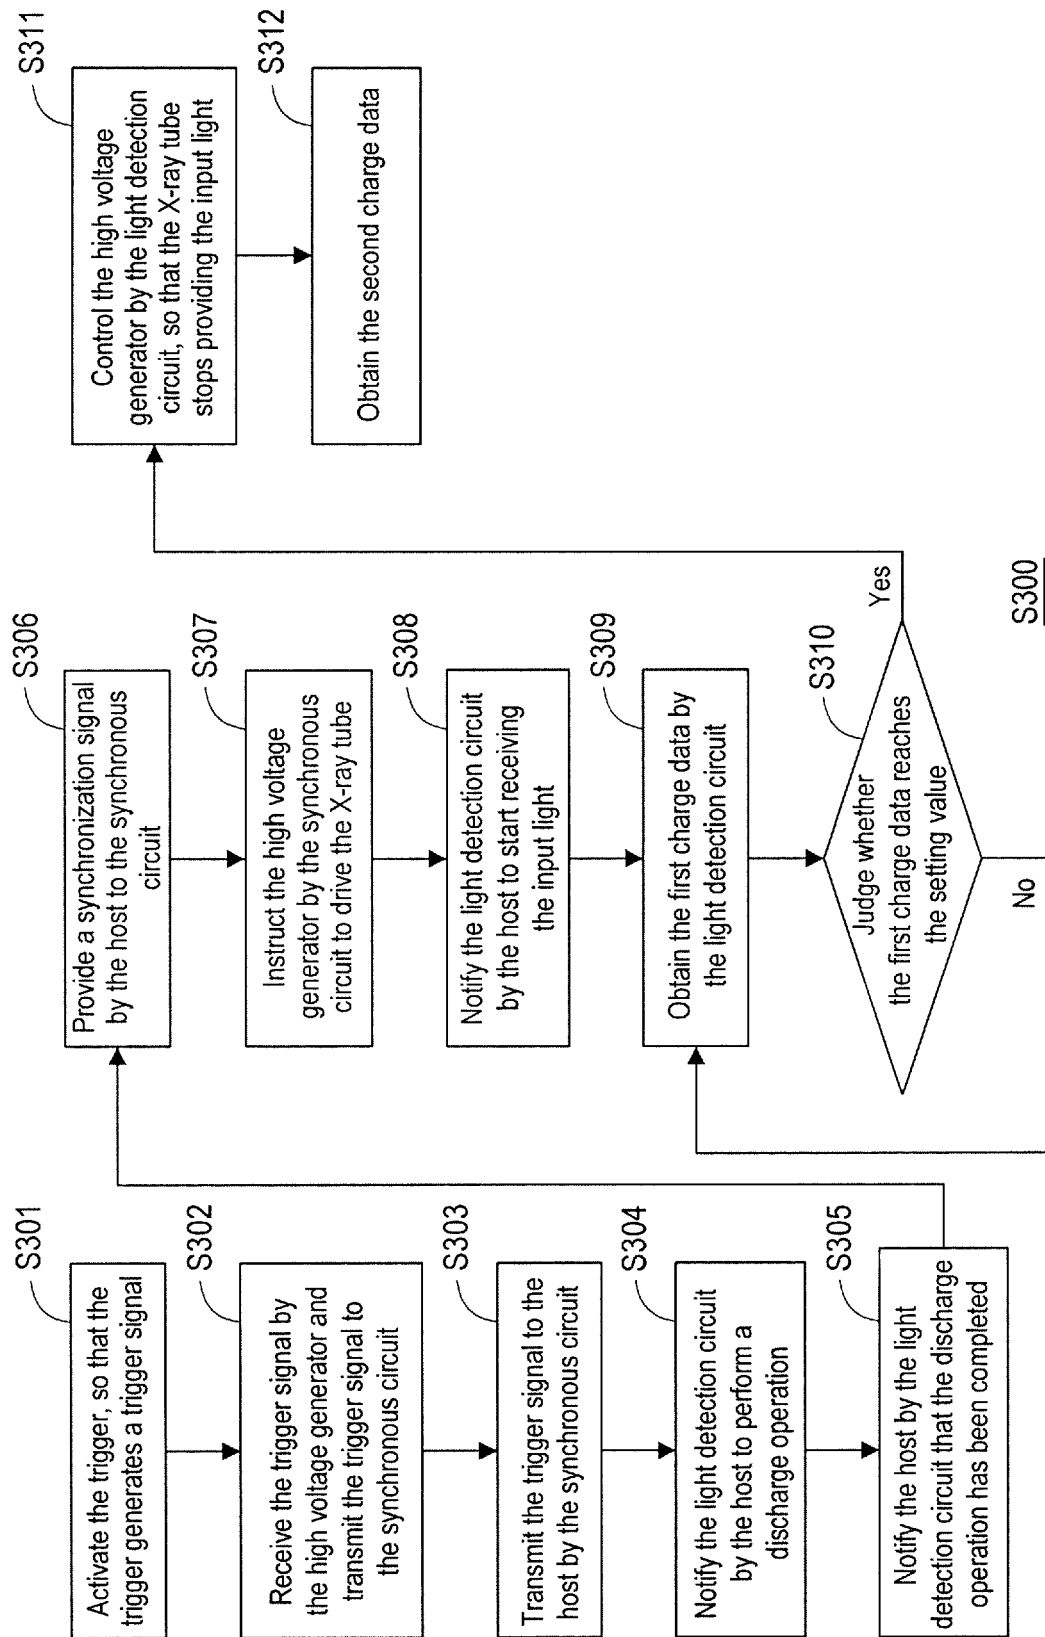 S301
Activate the trigger, so that the
trigger generates a trigger signal
S302
Receive the trigger signal by
the high voltage generator and
transmit the trigger signal to
the synchronous circuit
S303
Transmit the trigger signal to the
host by the synchronous circuit
S304
Notify the light detection circuit
by the host to perform a
discharge operation
S305
Notify the host by the light
detection circuit that the discharge
operation has been completed
S306
Provide a synchronization signal
by the host to the synchronous
circuit
S307
Instruct the high voltage
generator by the synchronous
circuit to drive the X-ray tube
S308
Notify the light detection circuit
by the host to start receiving
the input light
S309
Obtain the first charge data by
the light detection circuit
S310
Judge whether
the first charge data reaches
the setting value
Yes
No
S311
Control the high voltage
generator by the light detection
circuit, so that the X-ray tube
stops providing the input light
S312
Obtain the second charge data
S300